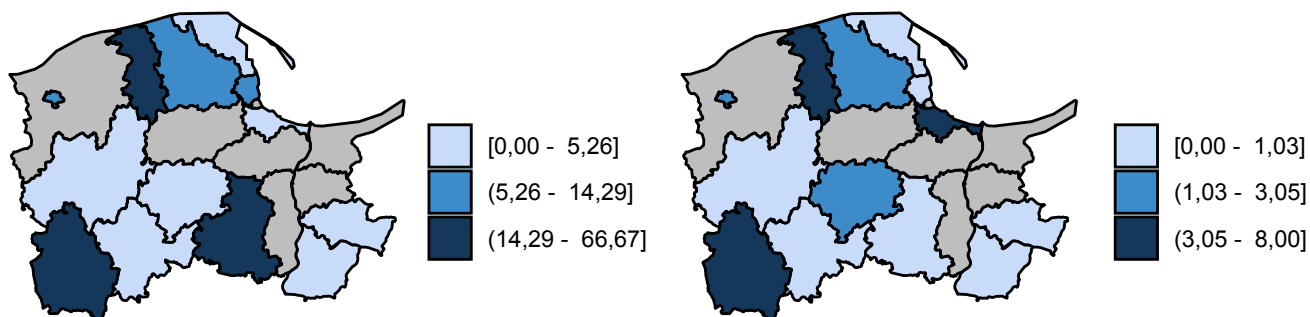 [0,00 - 5,26]
(5,26 - 14,29]
(14,29 - 66,67]
[0,00 - 1,03]
(1,03 - 3,05]
(3,05 - 8,00]